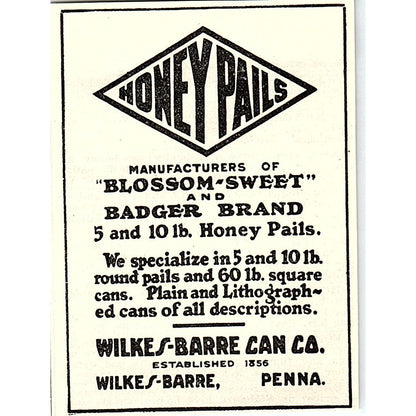 HONEY PAILS
MANUFACTURERS OF
"BLOSSOM-SWEET"
AND
BADGER BRAND
5 and 10 lb. Honey Pails.
We specialize in 5 and 10 lb.
round pails and 60 lb. square
cans. Plain and Lithograph-
ed cans of all descriptions.
WILKES-BARRE CAN CO.
ESTABLISHED 1856
WILKES-BARRE, PENNA.